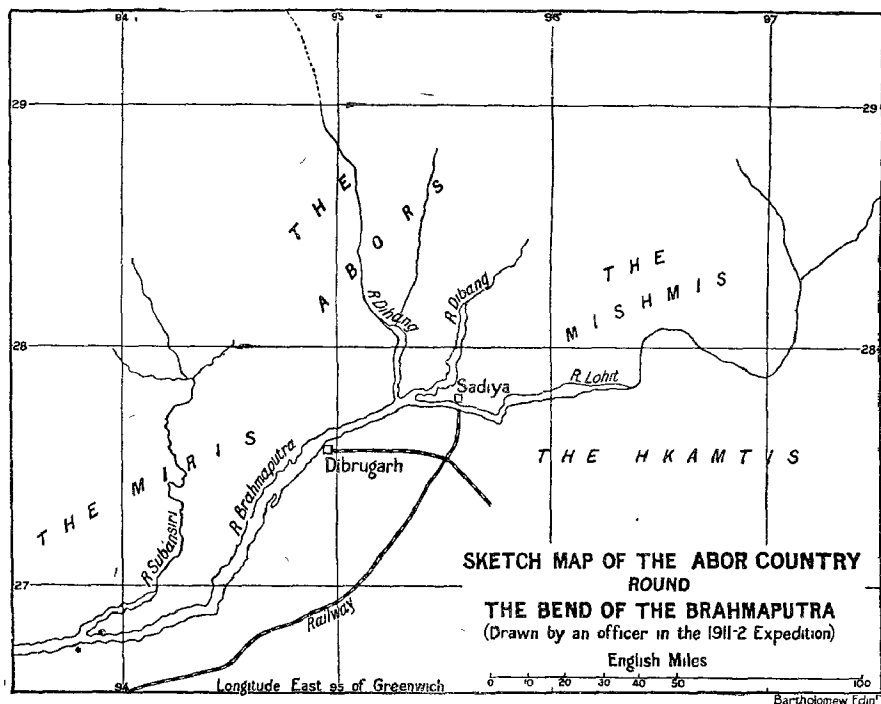 94
95
96
97
29
29
THE
ABORS
R Dihang
R Dibang
THE
MISHMIS
28
28
R Lohit
Sadiya
THE MIRIS
R Brahmaputra
Dibrugarh
THE HKAMTIS
R Subansiri
Railway
27
SKETCH MAP OF THE ABOR COUNTRY
ROUND
THE BEND OF THE BRAHMAPUTRA
(Drawn by an officer in the 1911-2 Expedition)
English Miles
0 10 20 30 40 50 100
94
Longitude East 95 of Greenwich
Bartholomew Edinr